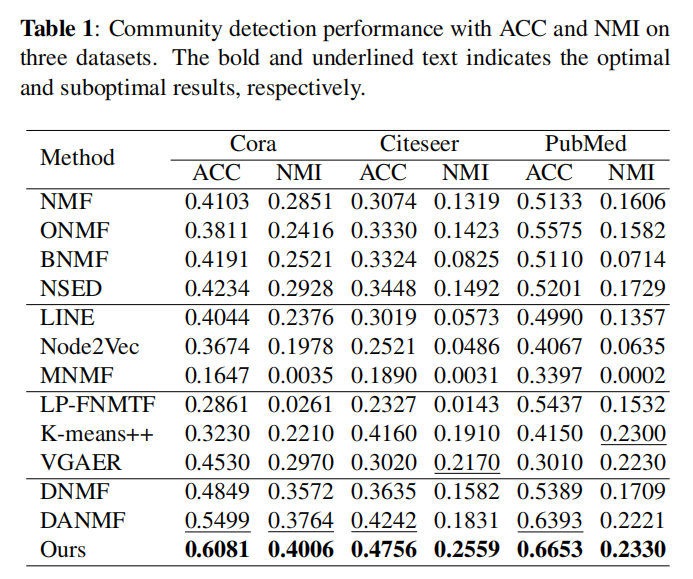 Table 1: Community detection performance with ACC and NMI on
three datasets. The bold and underlined text indicates the optimal
and suboptimal results, respectively.
Method Cora Citeseer PubMed
ACC NMI ACC NMI ACC NMI
NMF 0.4103 0.2851 0.3074 0.1319 0.5133 0.1606
ONMF 0.3811 0.2416 0.3330 0.1423 0.5575 0.1582
BNMF 0.4191 0.2521 0.3324 0.0825 0.5110 0.0714
NSED 0.4234 0.2928 0.3448 0.1492 0.5201 0.1729
LINE 0.4044 0.2376 0.3019 0.0573 0.4990 0.1357
Node2Vec 0.3674 0.1978 0.2521 0.0486 0.4067 0.0635
MNMF 0.1647 0.0035 0.1890 0.0031 0.3397 0.0002
LP-FNMTF 0.2861 0.0261 0.2327 0.0143 0.5437 0.1532
K-means++ 0.3230 0.2210 0.4160 0.1910 0.4150 0.2300
VGAER 0.4530 0.2970 0.3020 0.2170 0.3010 0.2230
DNMF 0.4849 0.3572 0.3635 0.1582 0.5389 0.1709
DANMF 0.5499 0.3764 0.4242 0.1831 0.6393 0.2221
Ours 0.6081 0.4006 0.4756 0.2559 0.6653 0.2330